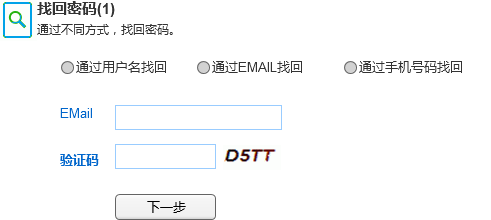 找回密码(1)
通过不同方式，找回密码。
通过用户名找回 通过EMAIL找回 通过手机号码找回
EMail
验证码 D5TT
下一步